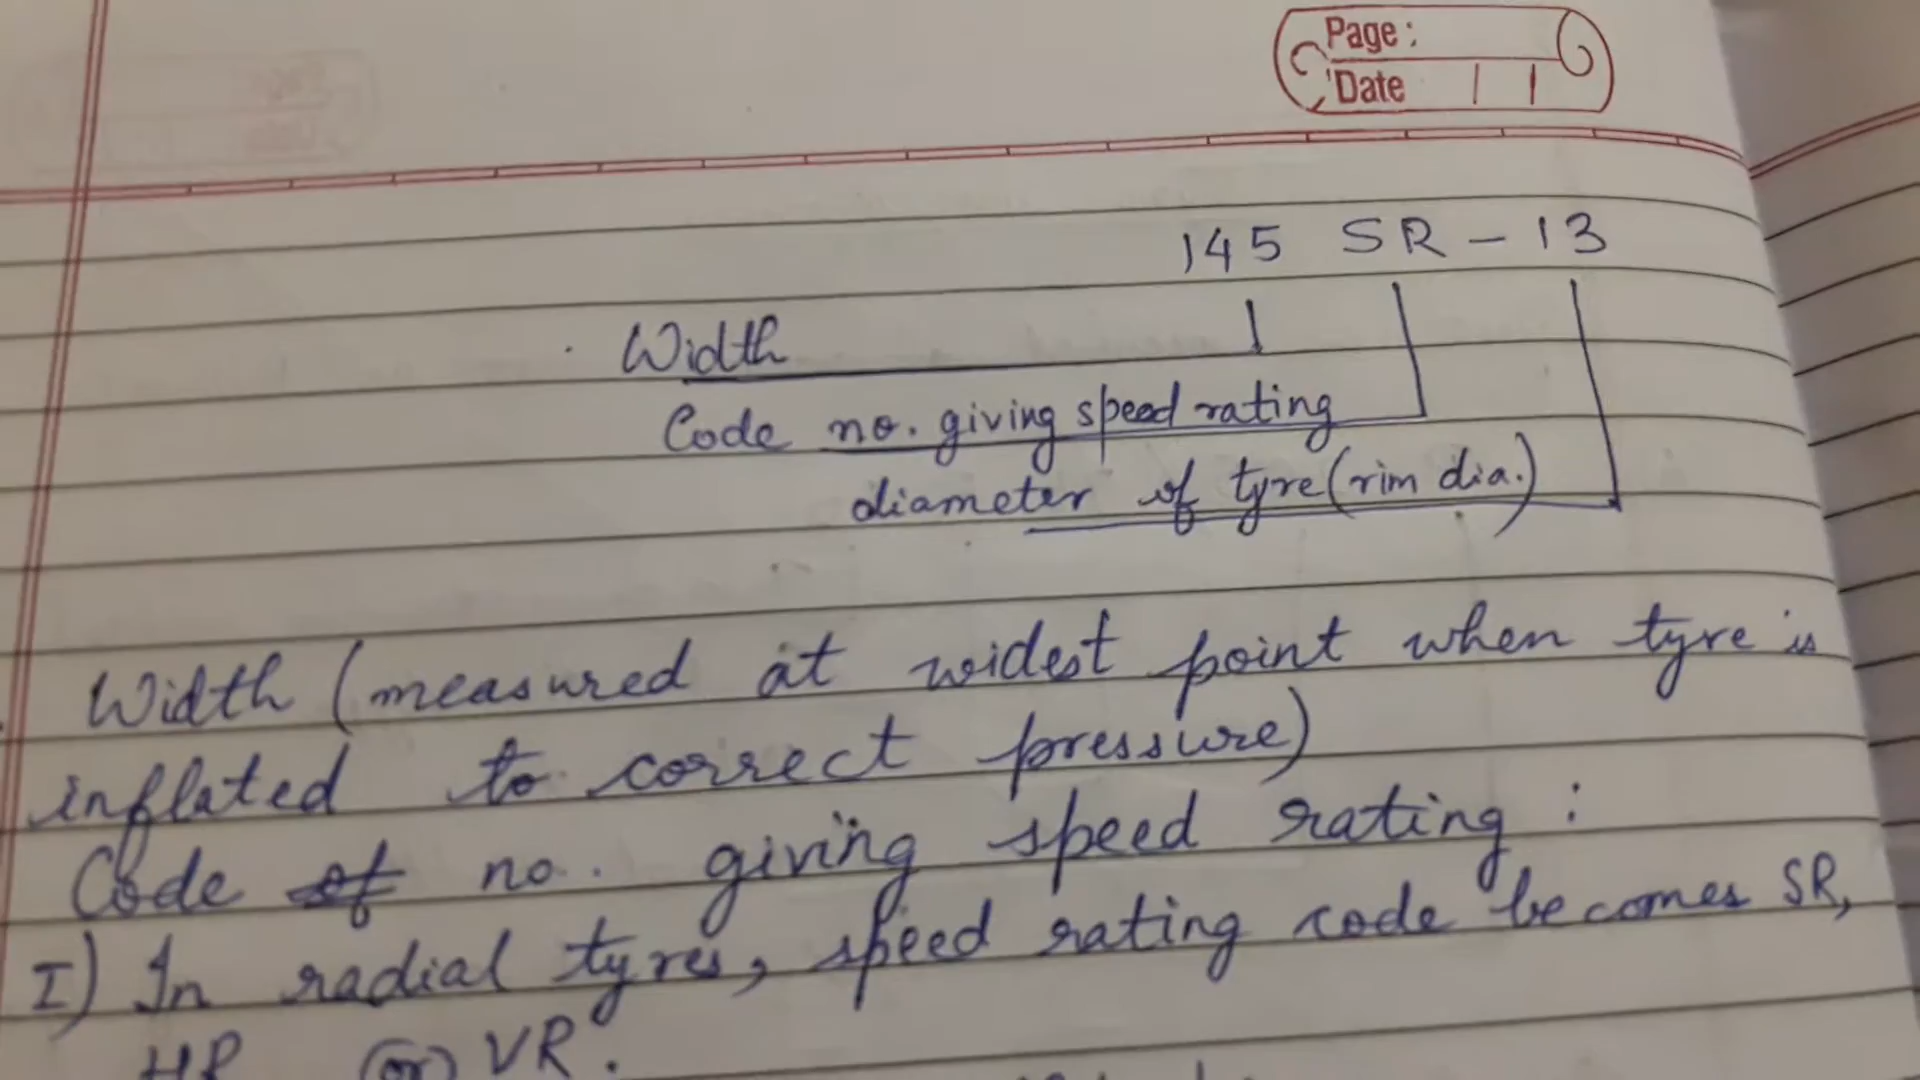 Page :
Date | |
145 SR - 13
Width
Code no. giving speed rating
diameter of tyre (rim dia.)
Width (measured at widest point when tyre is
inflated to correct pressure)
Code of no. giving speed rating :
I) In radial tyres, speed rating code becomes SR,
HR (or) VR.